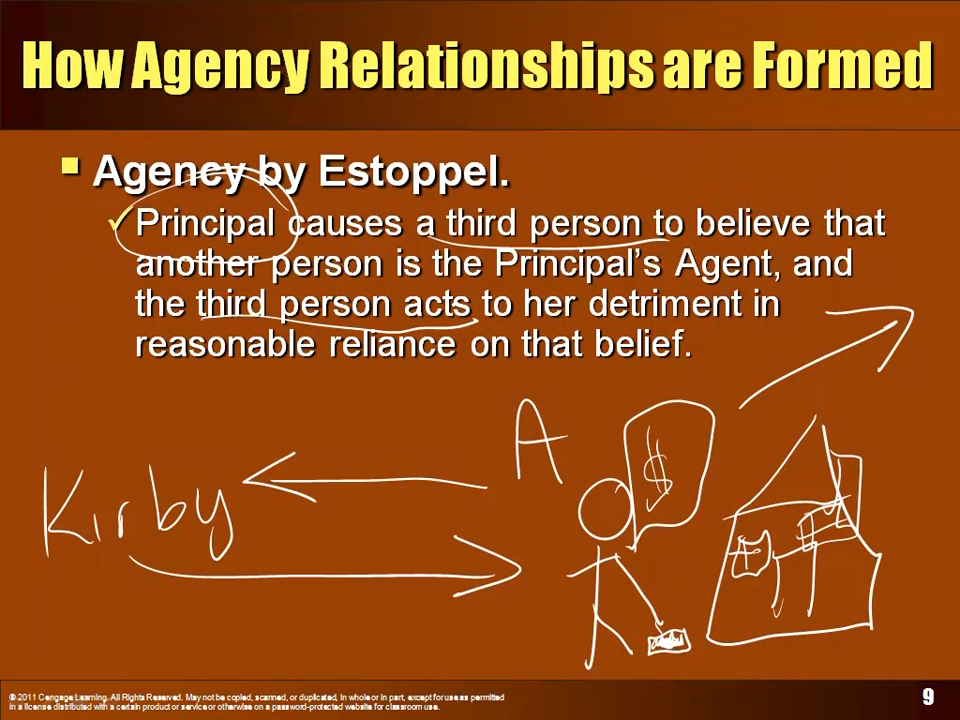 How Agency Relationships are Formed
Agency by Estoppel.
Principal causes a third person to believe that
another person is the Principal's Agent, and
the third person acts to her detriment in
reasonable reliance on that belief.
A
$
Kirby
© 2011 Cengage Learning. All Rights Reserved. May not be copied, scanned, or duplicated, in whole or in part, except for use as permitted
in a license distributed with a certain product or service or otherwise on a password-protected website for classroom use.
9